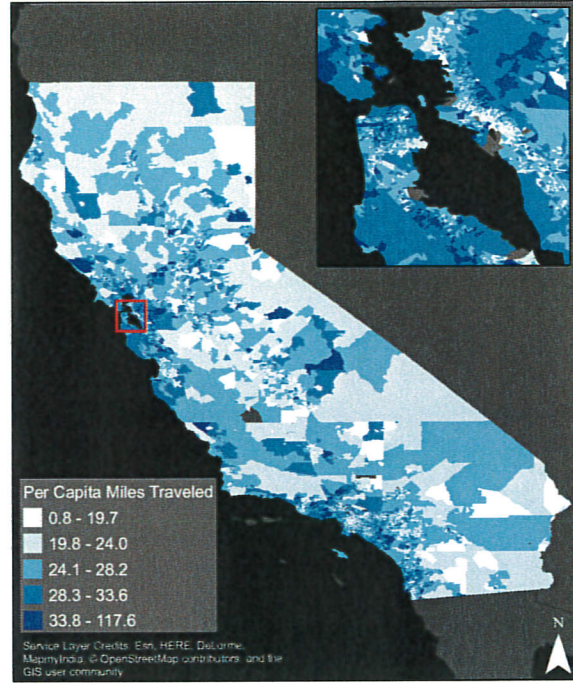 Per Capita Miles Traveled
0.8 - 19.7
19.8 - 24.0
24.1 - 28.2
28.3 - 33.6
33.8 - 117.6
Service Layer Credits: Esri, HERE, DeLorme,
MapmyIndia, © OpenStreetMap contributors, and the
GIS user community
N